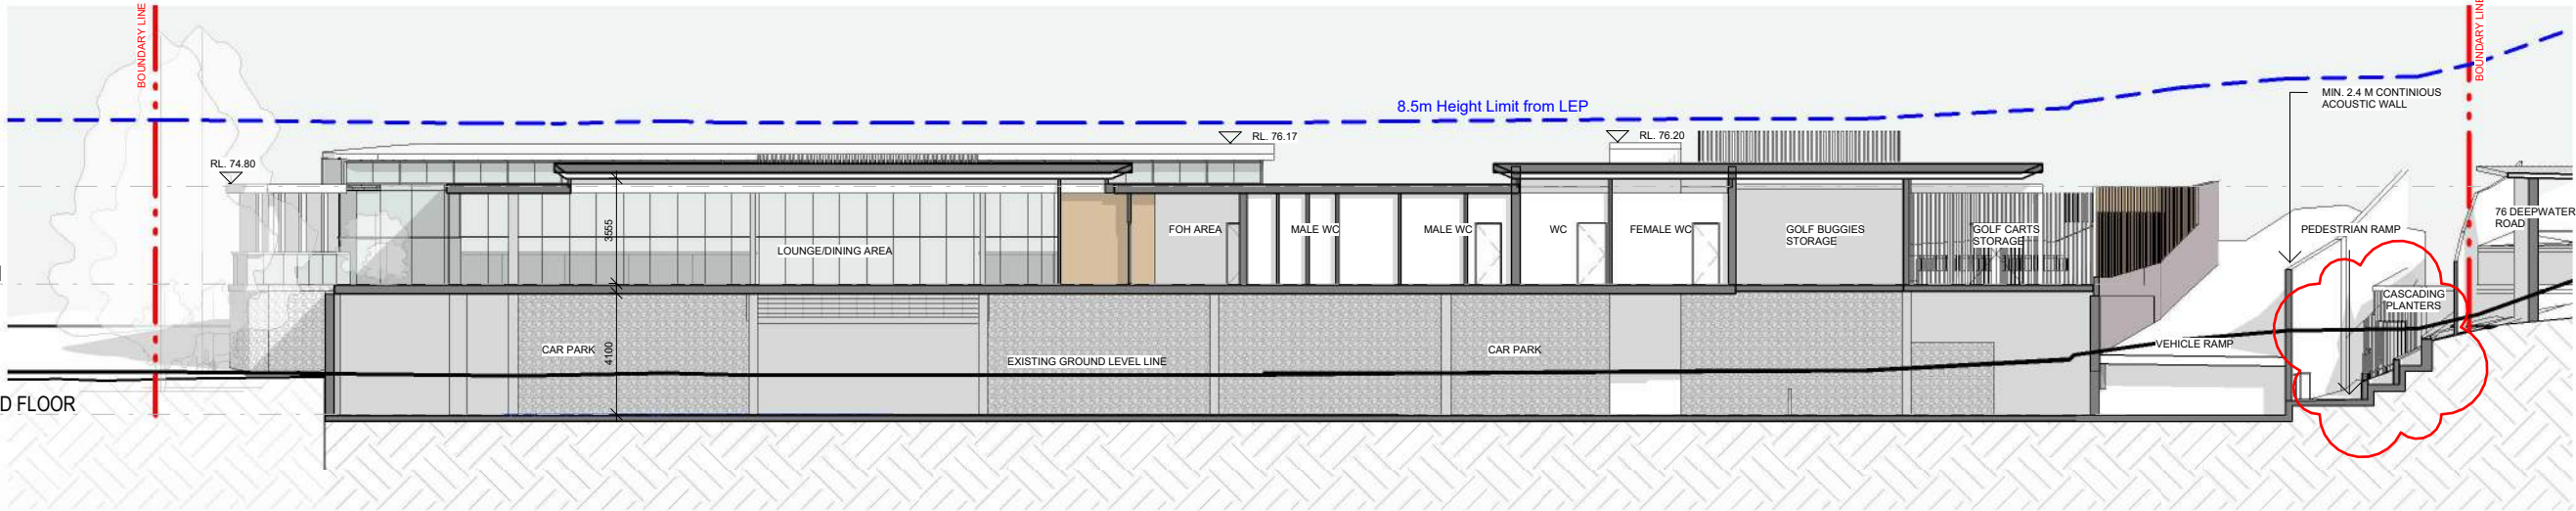 BOUNDARY LINE
BOUNDARY LINE
8.5m Height Limit from LEP
MIN. 2.4 M CONTINIOUS
ACOUSTIC WALL
RL. 76.17
RL. 76.20
RL. 74.80
3555
LOUNGE/DINING AREA
FOH AREA
MALE WC
MALE WC
WC
FEMALE WC
GOLF BUGGIES
STORAGE
GOLF CARTS
STORAGE
PEDESTRIAN RAMP
76 DEEPWATER
ROAD
CASCADING
PLANTERS
CAR PARK
4100
EXISTING GROUND LEVEL LINE
CAR PARK
VEHICLE RAMP
D FLOOR